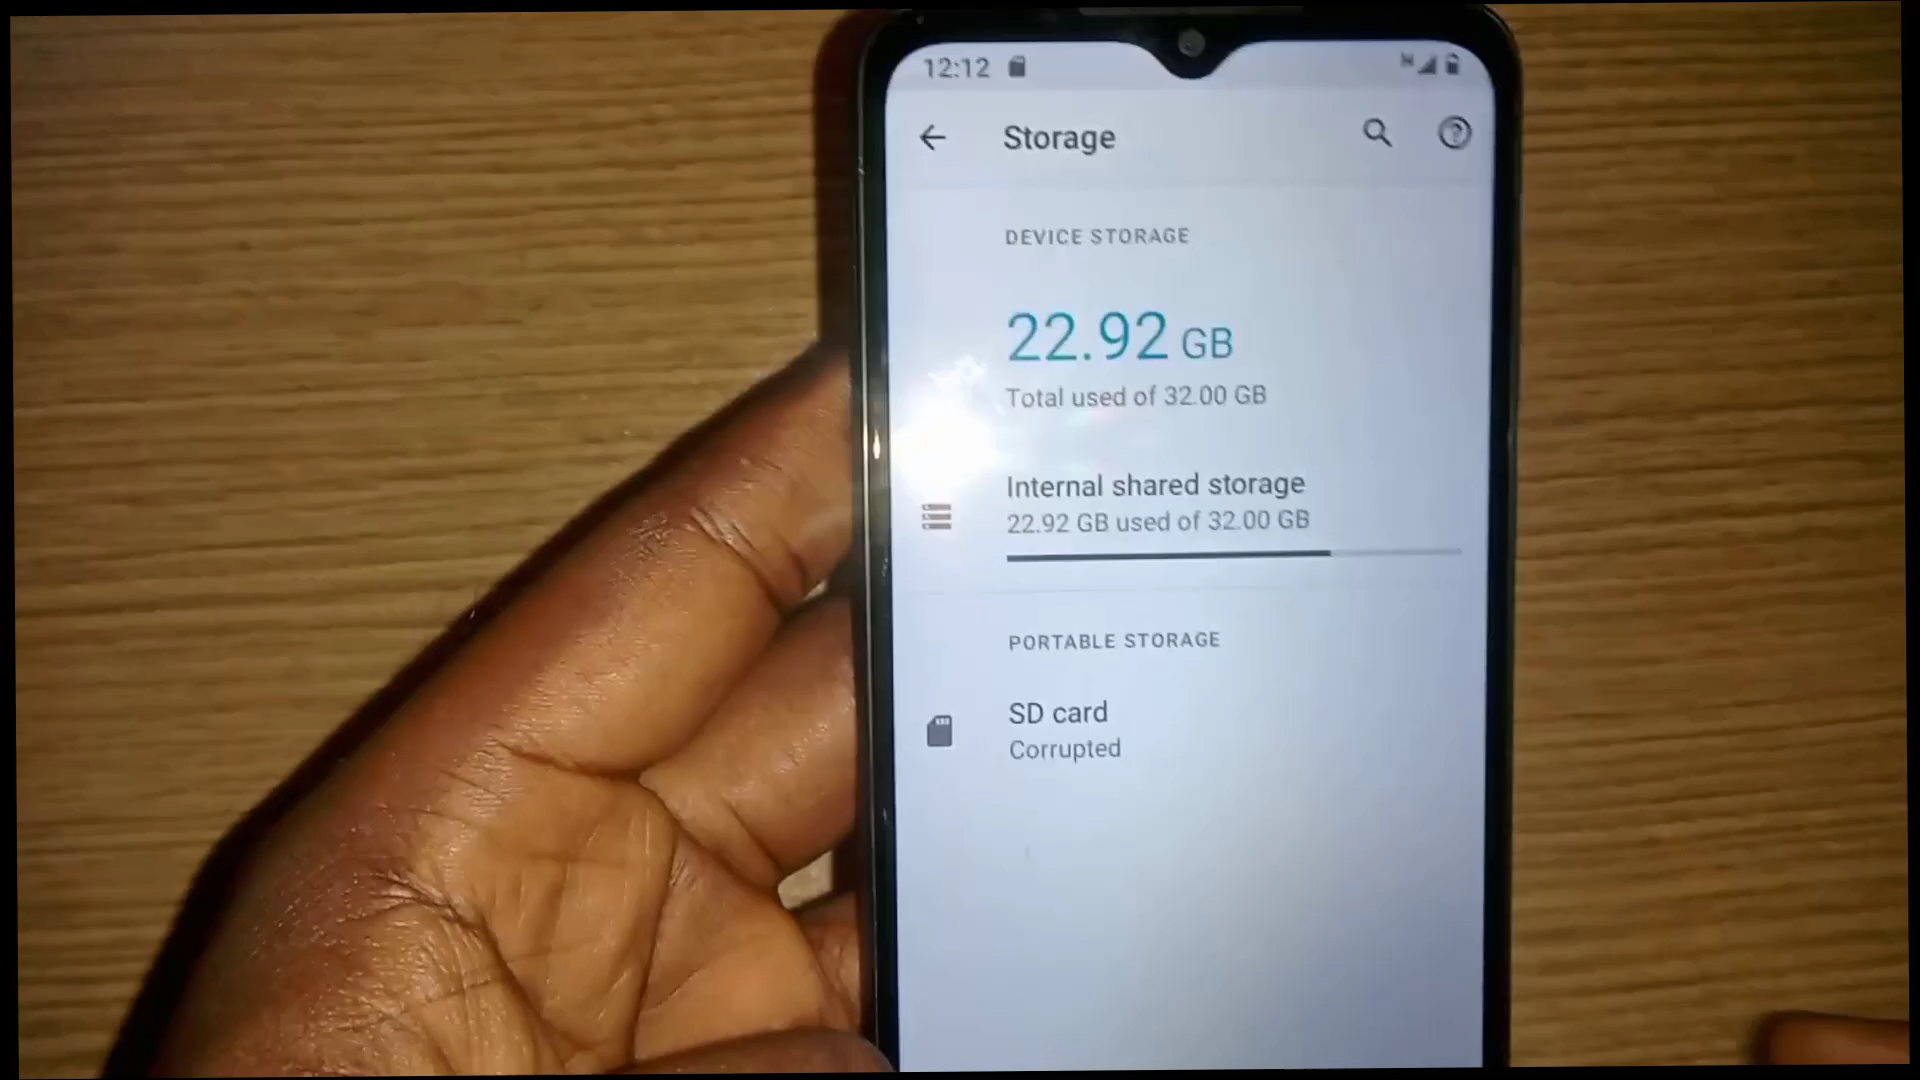 12:12
Storage
DEVICE STORAGE
22.92 GB
Total used of 32.00 GB
Internal shared storage
22.92 GB used of 32.00 GB
PORTABLE STORAGE
SD card
Corrupted